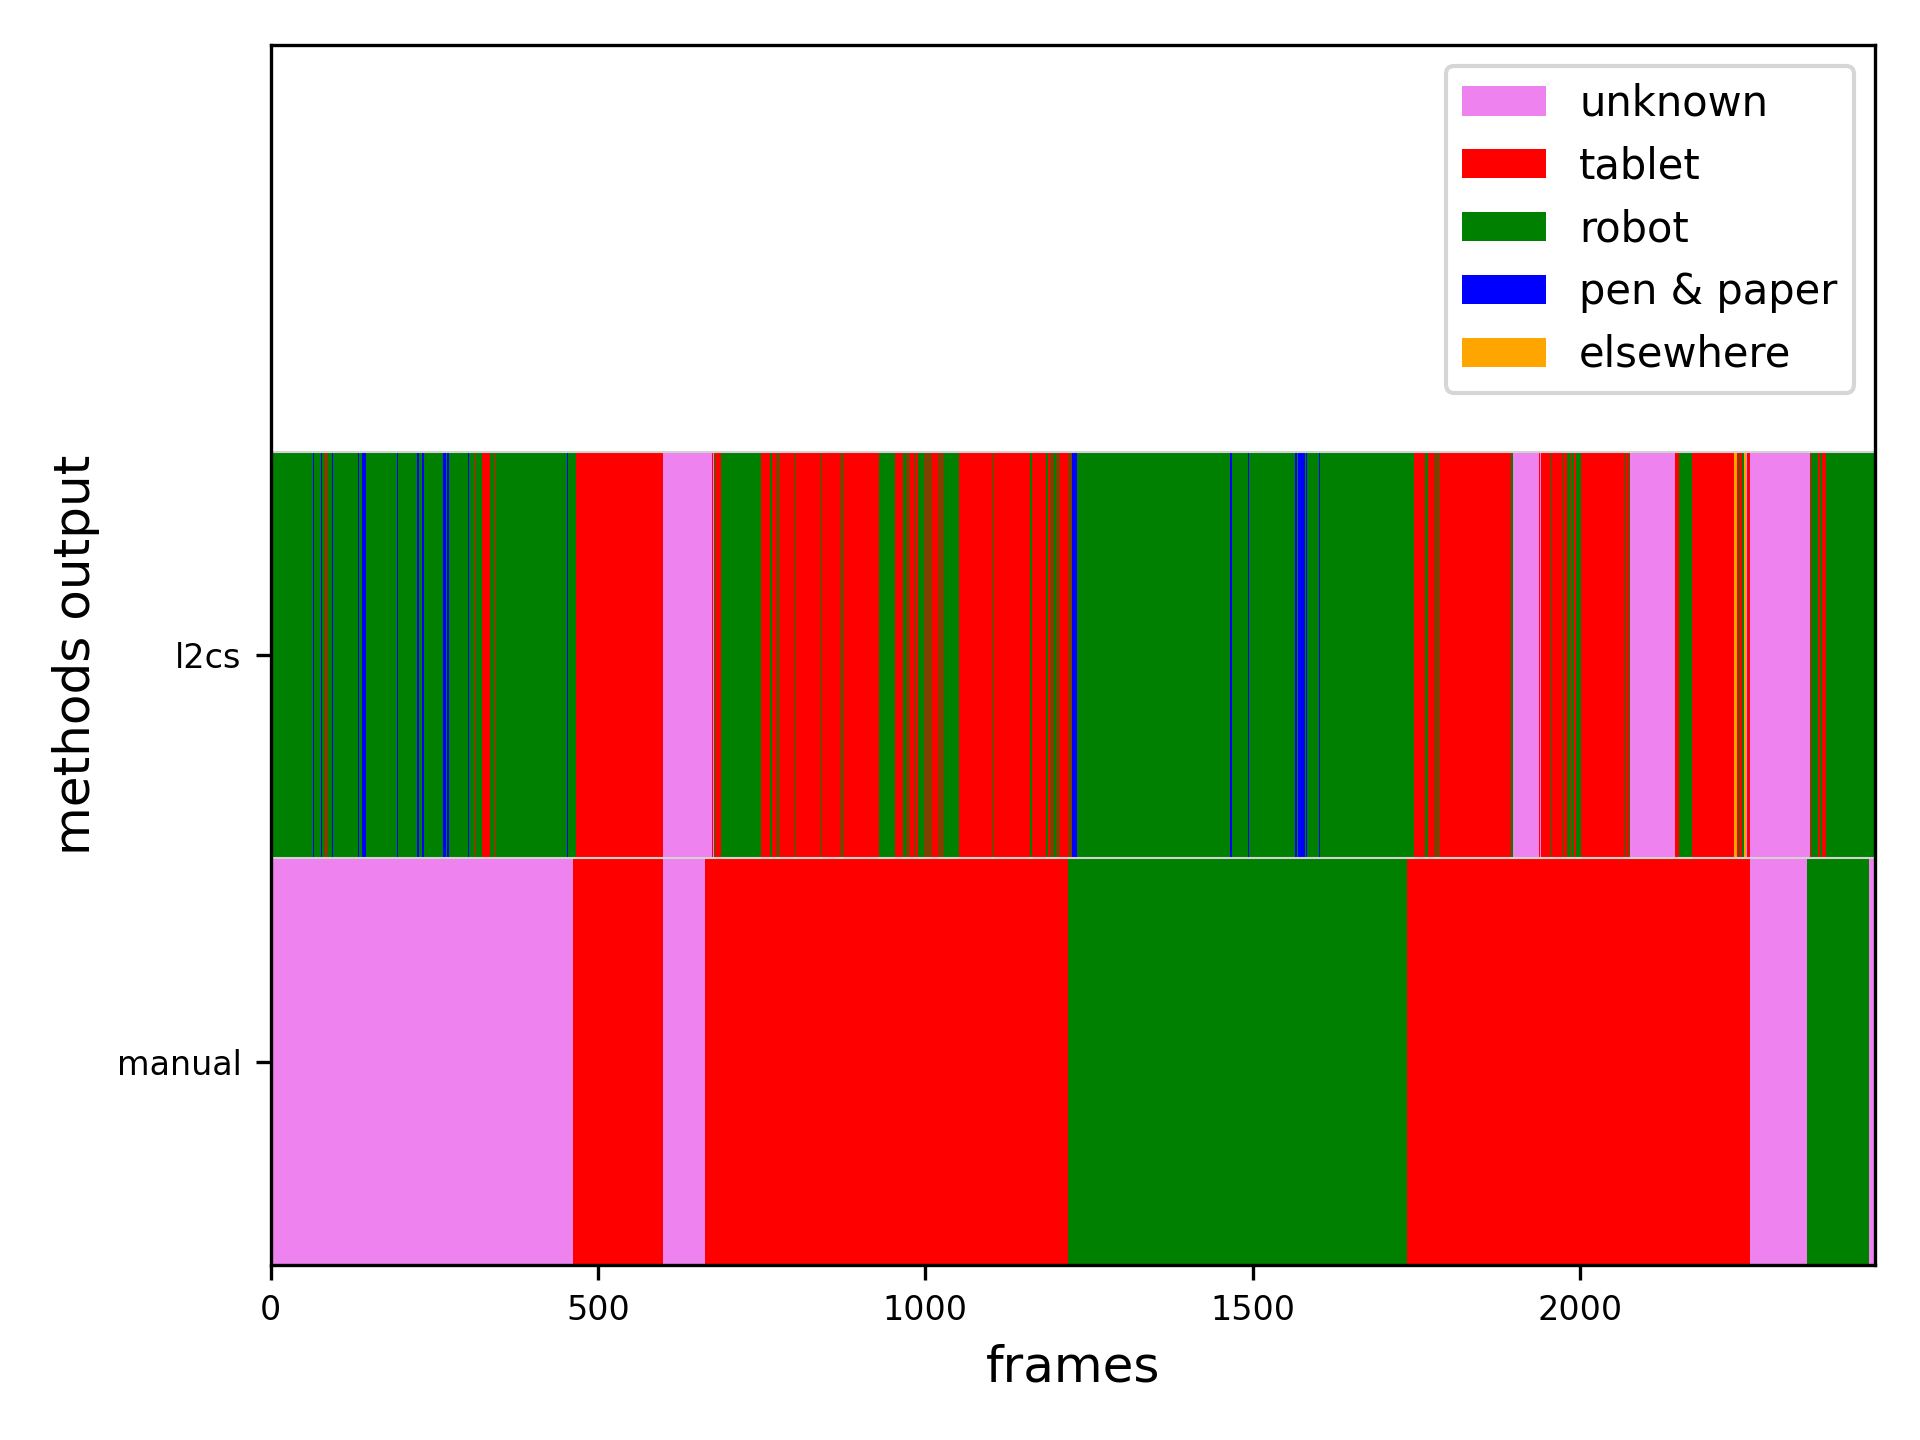 unknown
tablet
robot
pen & paper
elsewhere
methods output
l2cs
manual
0 500 1000 1500 2000
frames